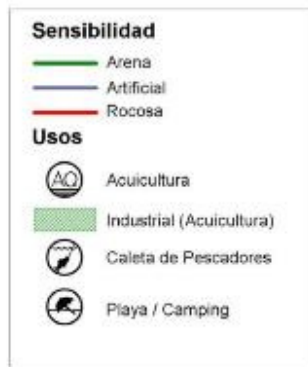 Sensibilidad
Arena
Artificial
Rocosa
Usos
AQ Acuicultura
Industrial (Acuicultura)
Caleta de Pescadores
Playa / Camping